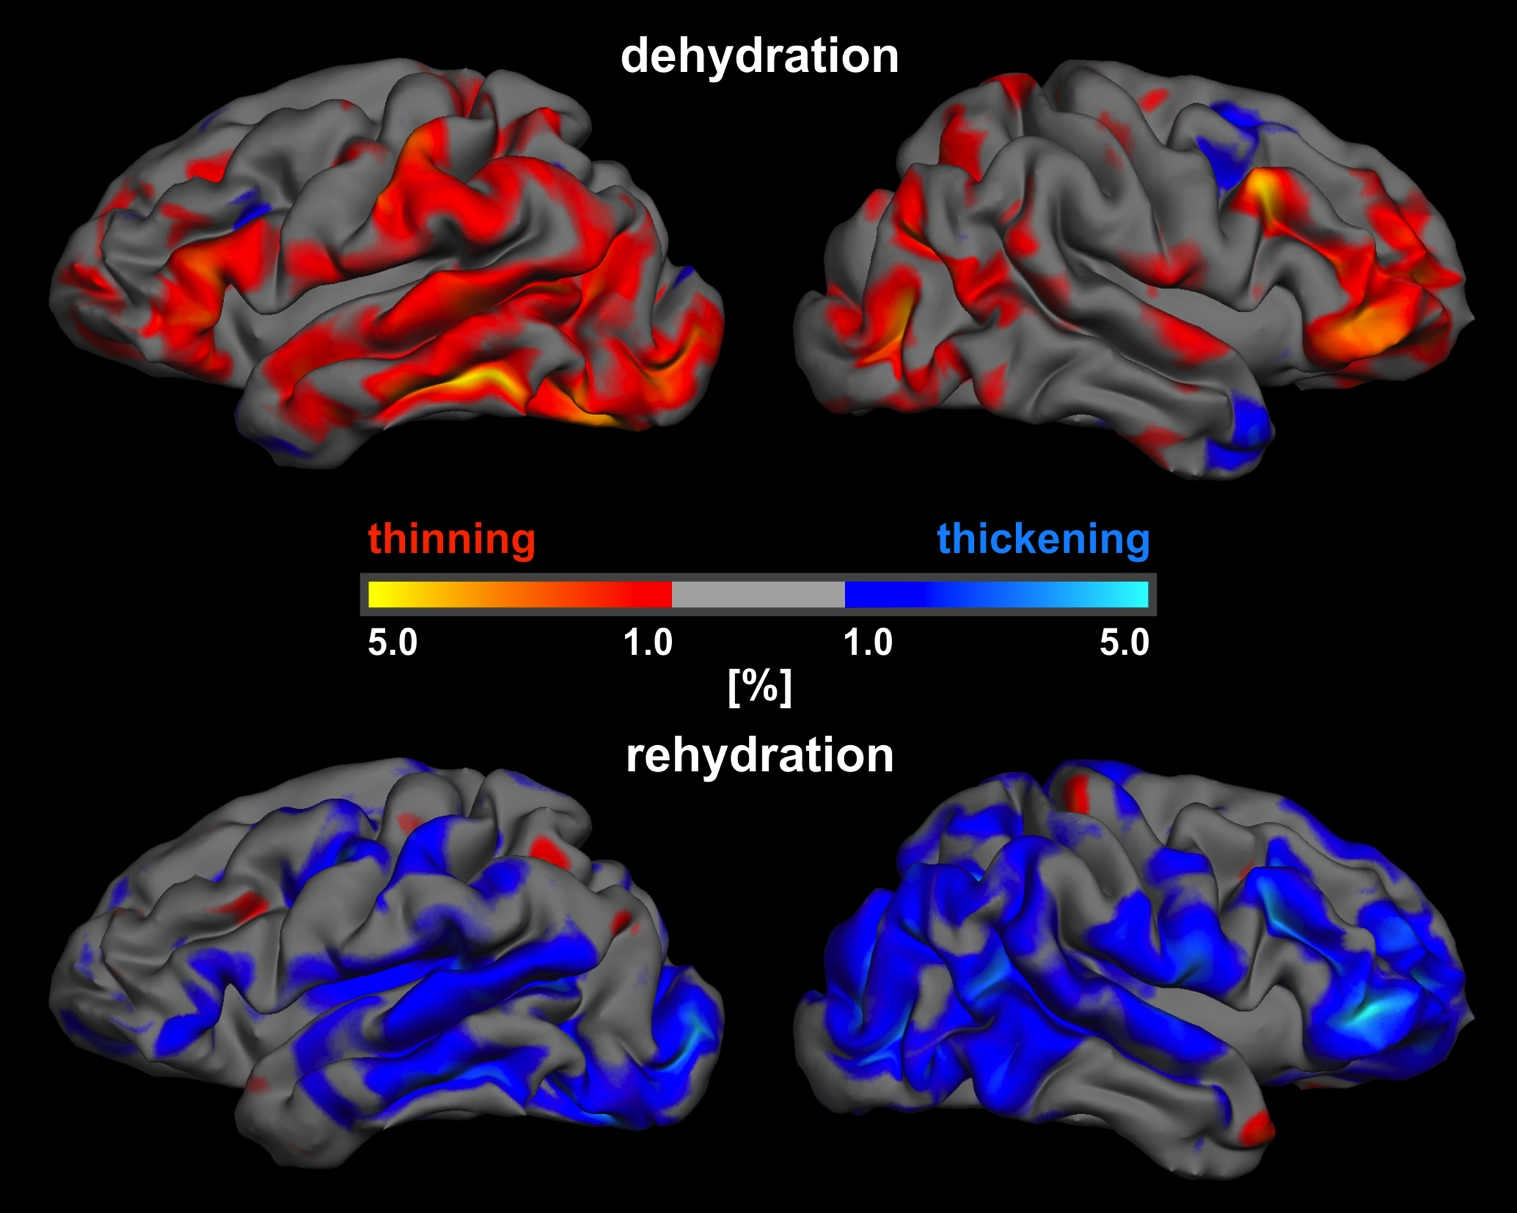 dehydration
thinning thickening
5.0 1.0 1.0 5.0
[%]
rehydration